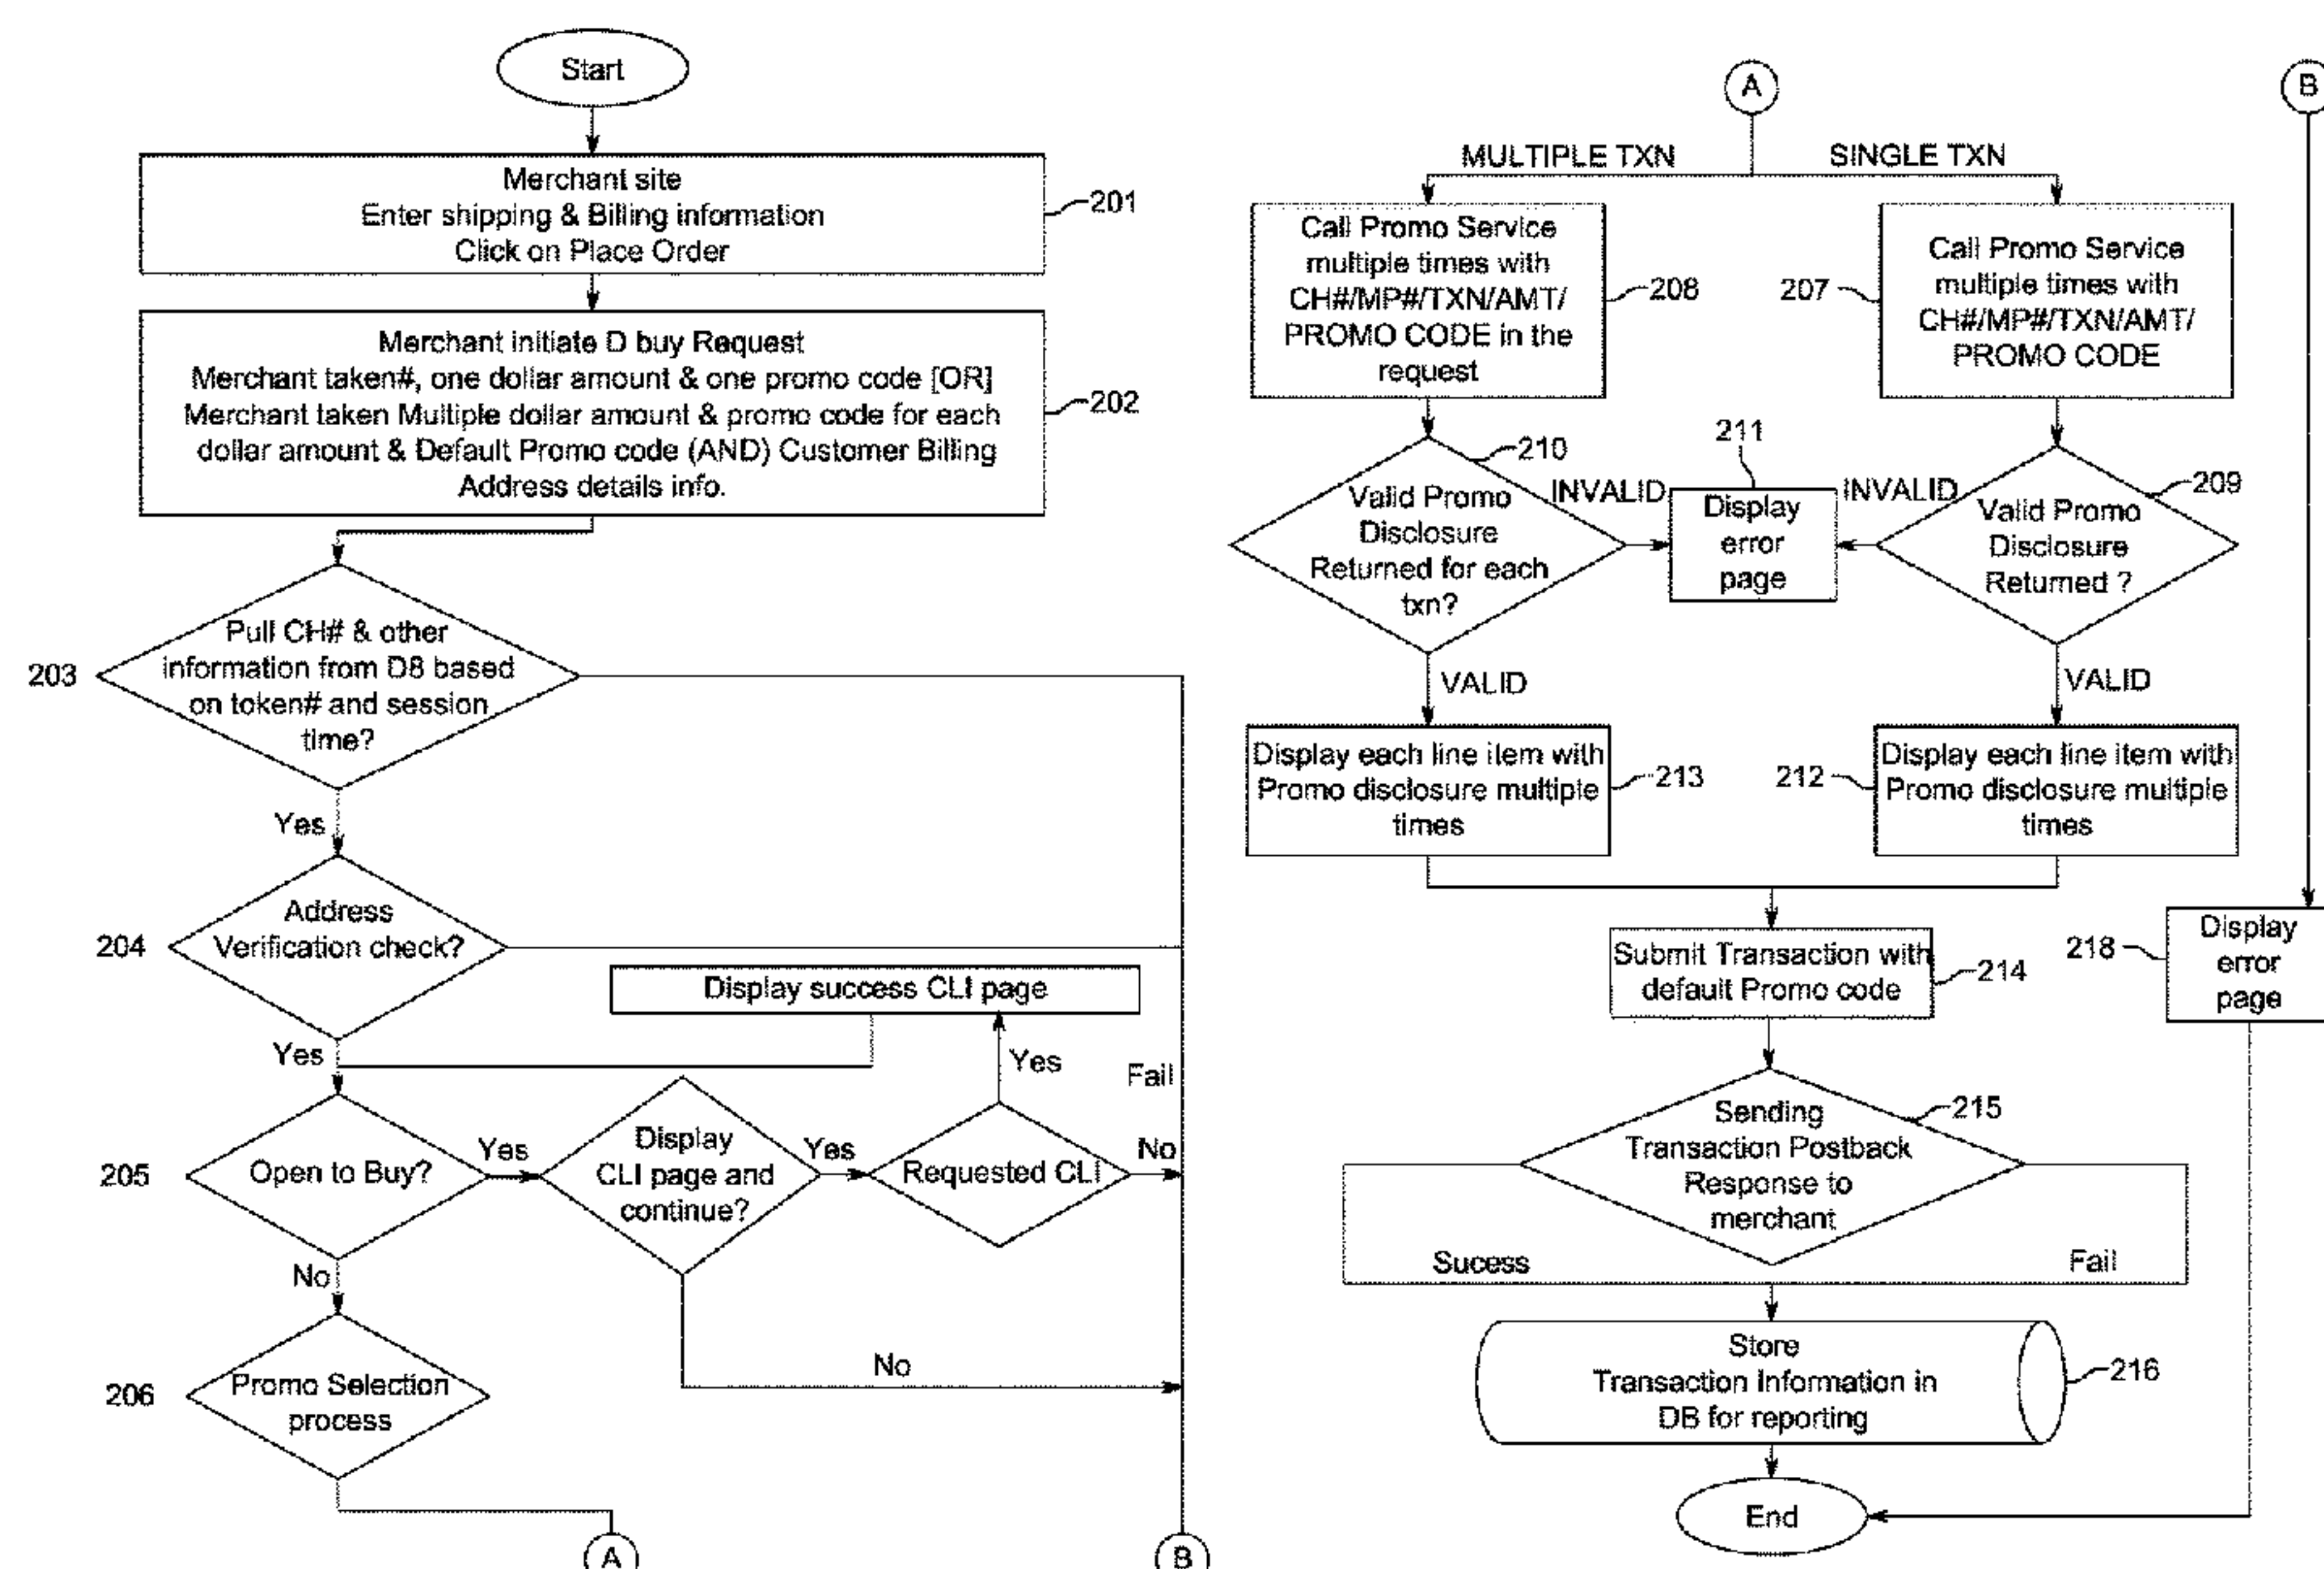 Start
Merchant site
Enter shipping & Billing information
Click on Place Order
201
Merchant initiate D buy Request
Merchant taken#, one dollar amount & one promo code [OR]
Merchant taken Multiple dollar amount & promo code for each
dollar amount & Default Promo code (AND) Customer Billing
Address details info.
202
Pull CH# & other
information from D8 based
on token# and session
time?
203
Yes
Address
Verification check?
204
Display success CLI page
Yes
Yes
Fail
Open to Buy?
205
Yes
Display
CLI page and
continue?
Yes
Requested CLI
No
No
No
Promo Selection
process
206
A
B
A
MULTIPLE TXN
SINGLE TXN
Call Promo Service
multiple times with
CH#/MP#/TXN/AMT/
PROMO CODE in the
request
208
207
Call Promo Service
multiple times with
CH#/MP#/TXN/AMT/
PROMO CODE
210
Valid Promo
Disclosure
Returned for each
txn?
INVALID
211
Display
error
page
INVALID
209
Valid Promo
Disclosure
Returned ?
VALID
VALID
Display each line item with
Promo disclosure multiple
times
213
212
Display each line item with
Promo disclosure multiple
times
Submit Transaction with
default Promo code
214
Sending
Transaction Postback
Response to
merchant
215
Sucess
Fail
Store
Transaction Information in
DB for reporting
216
End
B
218
Display
error
page